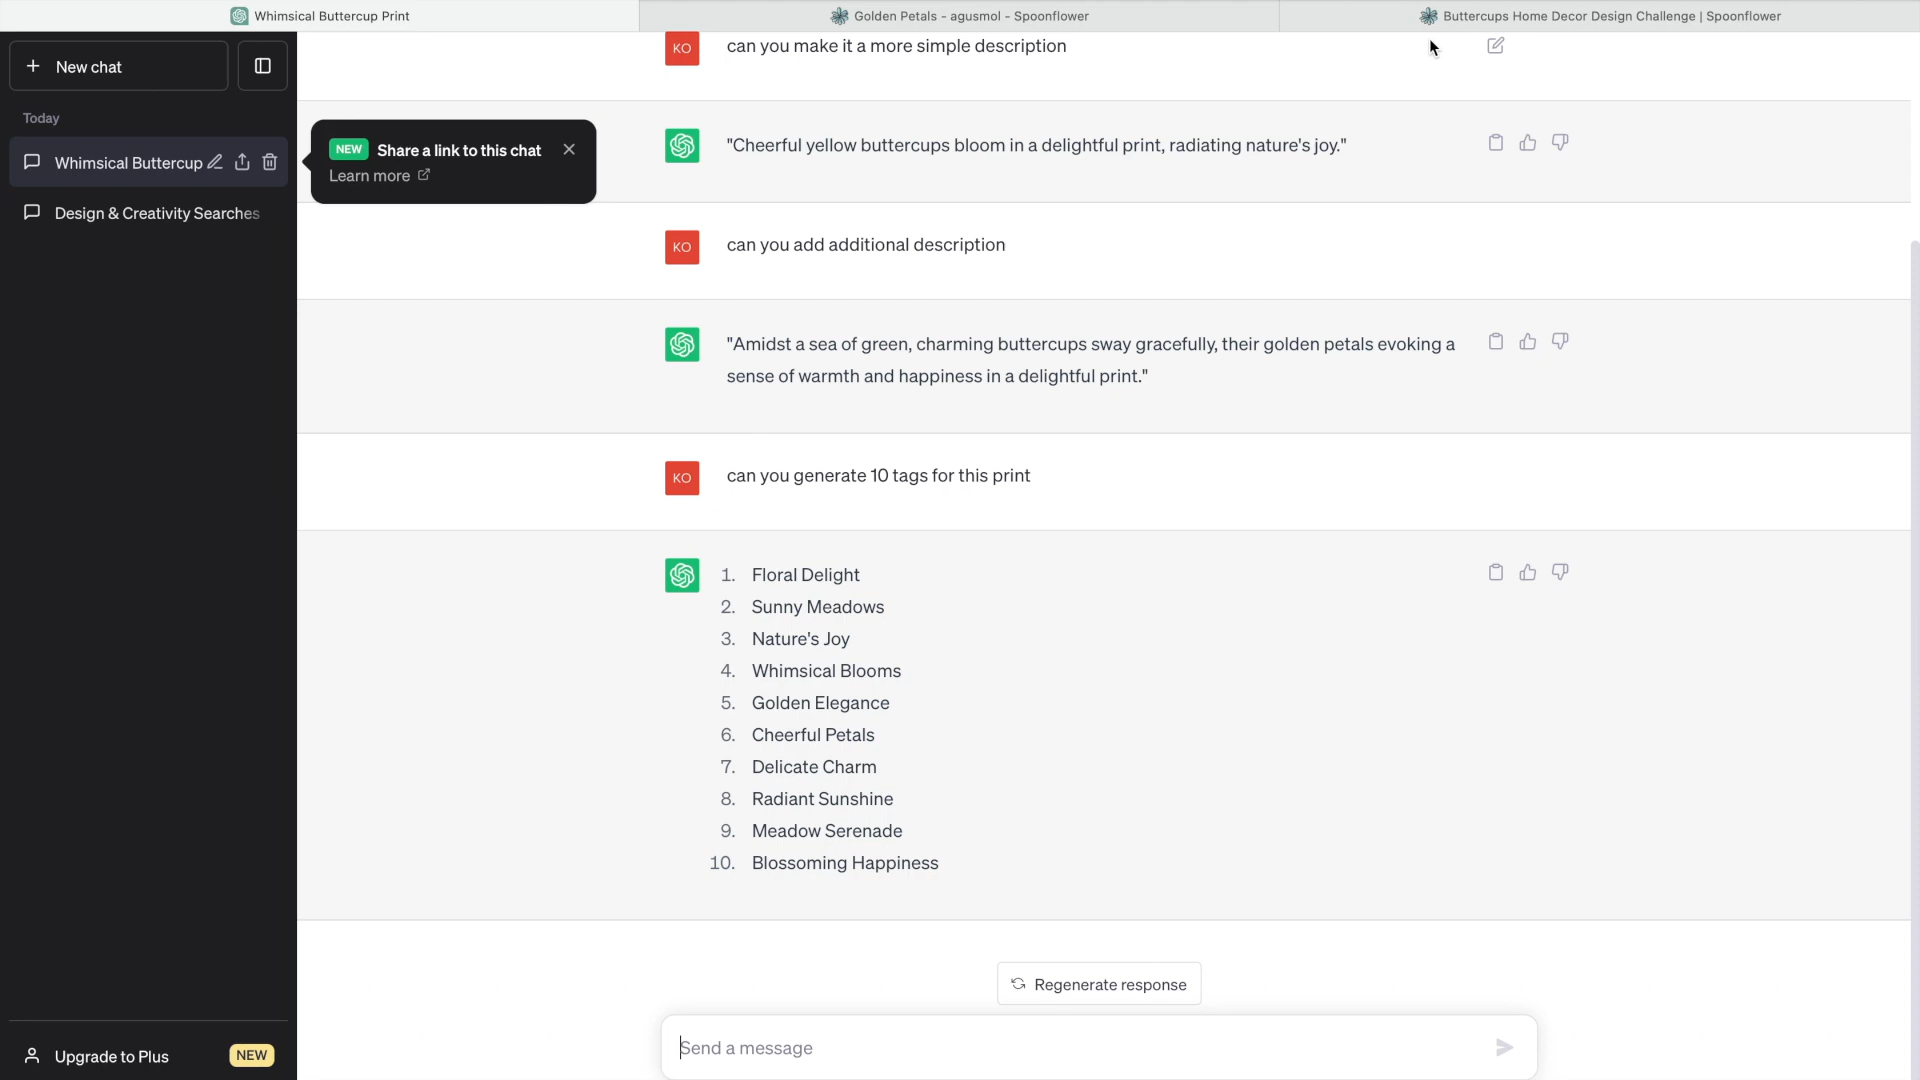 Whimsical Buttercup Print
Golden Petals - agusmol - Spoonflower
Buttercups Home Decor Design Challenge | Spoonflower
New chat
Today
Whimsical Buttercup
Design & Creativity Searches
NEW Share a link to this chat
Learn more
KO can you make it a more simple description
"Cheerful yellow buttercups bloom in a delightful print, radiating nature's joy."
KO can you add additional description
"Amidst a sea of green, charming buttercups sway gracefully, their golden petals evoking a
sense of warmth and happiness in a delightful print."
KO can you generate 10 tags for this print
1. Floral Delight
2. Sunny Meadows
3. Nature's Joy
4. Whimsical Blooms
5. Golden Elegance
6. Cheerful Petals
7. Delicate Charm
8. Radiant Sunshine
9. Meadow Serenade
10. Blossoming Happiness
Regenerate response
Send a message
Upgrade to Plus NEW